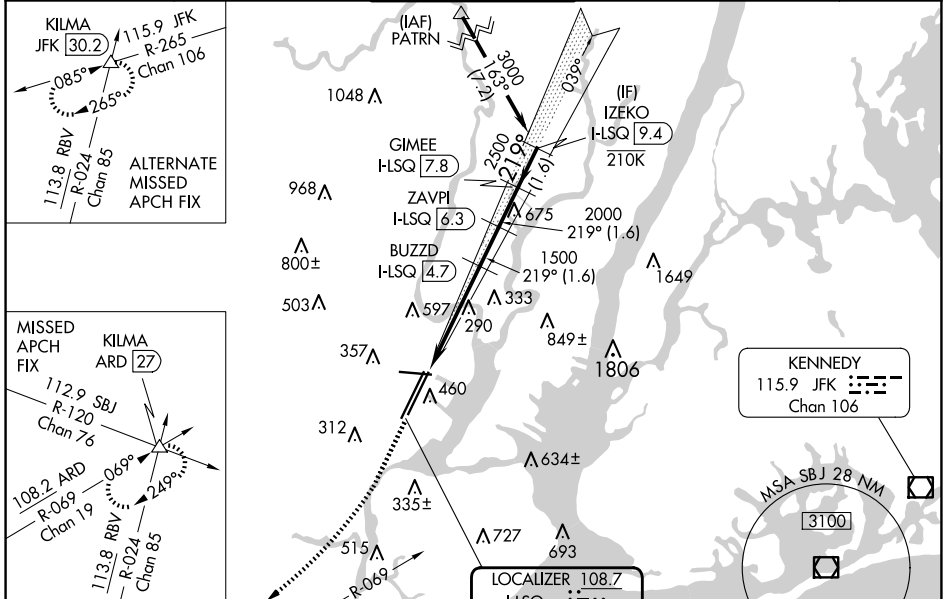 KILMA
JFK 30.2
115.9 JFK
R-265
Chan 106
085°
265°
113.8 RBV
R-024
Chan 85
ALTERNATE
MISSED
APCH FIX
(IAF)
PATRN
3000
163°
(7.2)
039°
1048
(IF)
IZEKO
I-LSQ 9.4
210K
GIMEE
I-LSQ 7.8
2500
219°
(1.6)
968
ZAVPI
I-LSQ 6.3
675
2000
219° (1.6)
800±
BUZZD
I-LSQ 4.7
1500
219° (1.6)
1649
503
597
333
290
849±
357
1806
460
312
634±
335±
727
693
515
R-069
MISSED
APCH
FIX
KILMA
ARD 27
112.9 SBJ
R-120
Chan 76
108.2 ARD
R-069
Chan 19
069°
249°
113.8 RBV
R-024
Chan 85
KENNEDY
115.9 JFK
Chan 106
MSA SBJ 28 NM
3100
LOCALIZER 108.7
I-LSQ